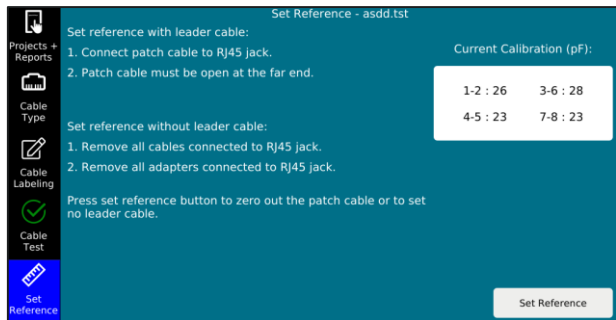 Set Reference - asdd.tst
Projects +
Reports
Cable
Type
Cable
Labeling
Cable
Test
Set
Reference
Set reference with leader cable:
1. Connect patch cable to RJ45 jack.
2. Patch cable must be open at the far end.
Set reference without leader cable:
1. Remove all cables connected to RJ45 jack.
2. Remove all adapters connected to RJ45 jack.
Press set reference button to zero out the patch cable or to set
no leader cable.
Current Calibration (pF):
1-2 : 26 3-6 : 28
4-5 : 23 7-8 : 23
Set Reference